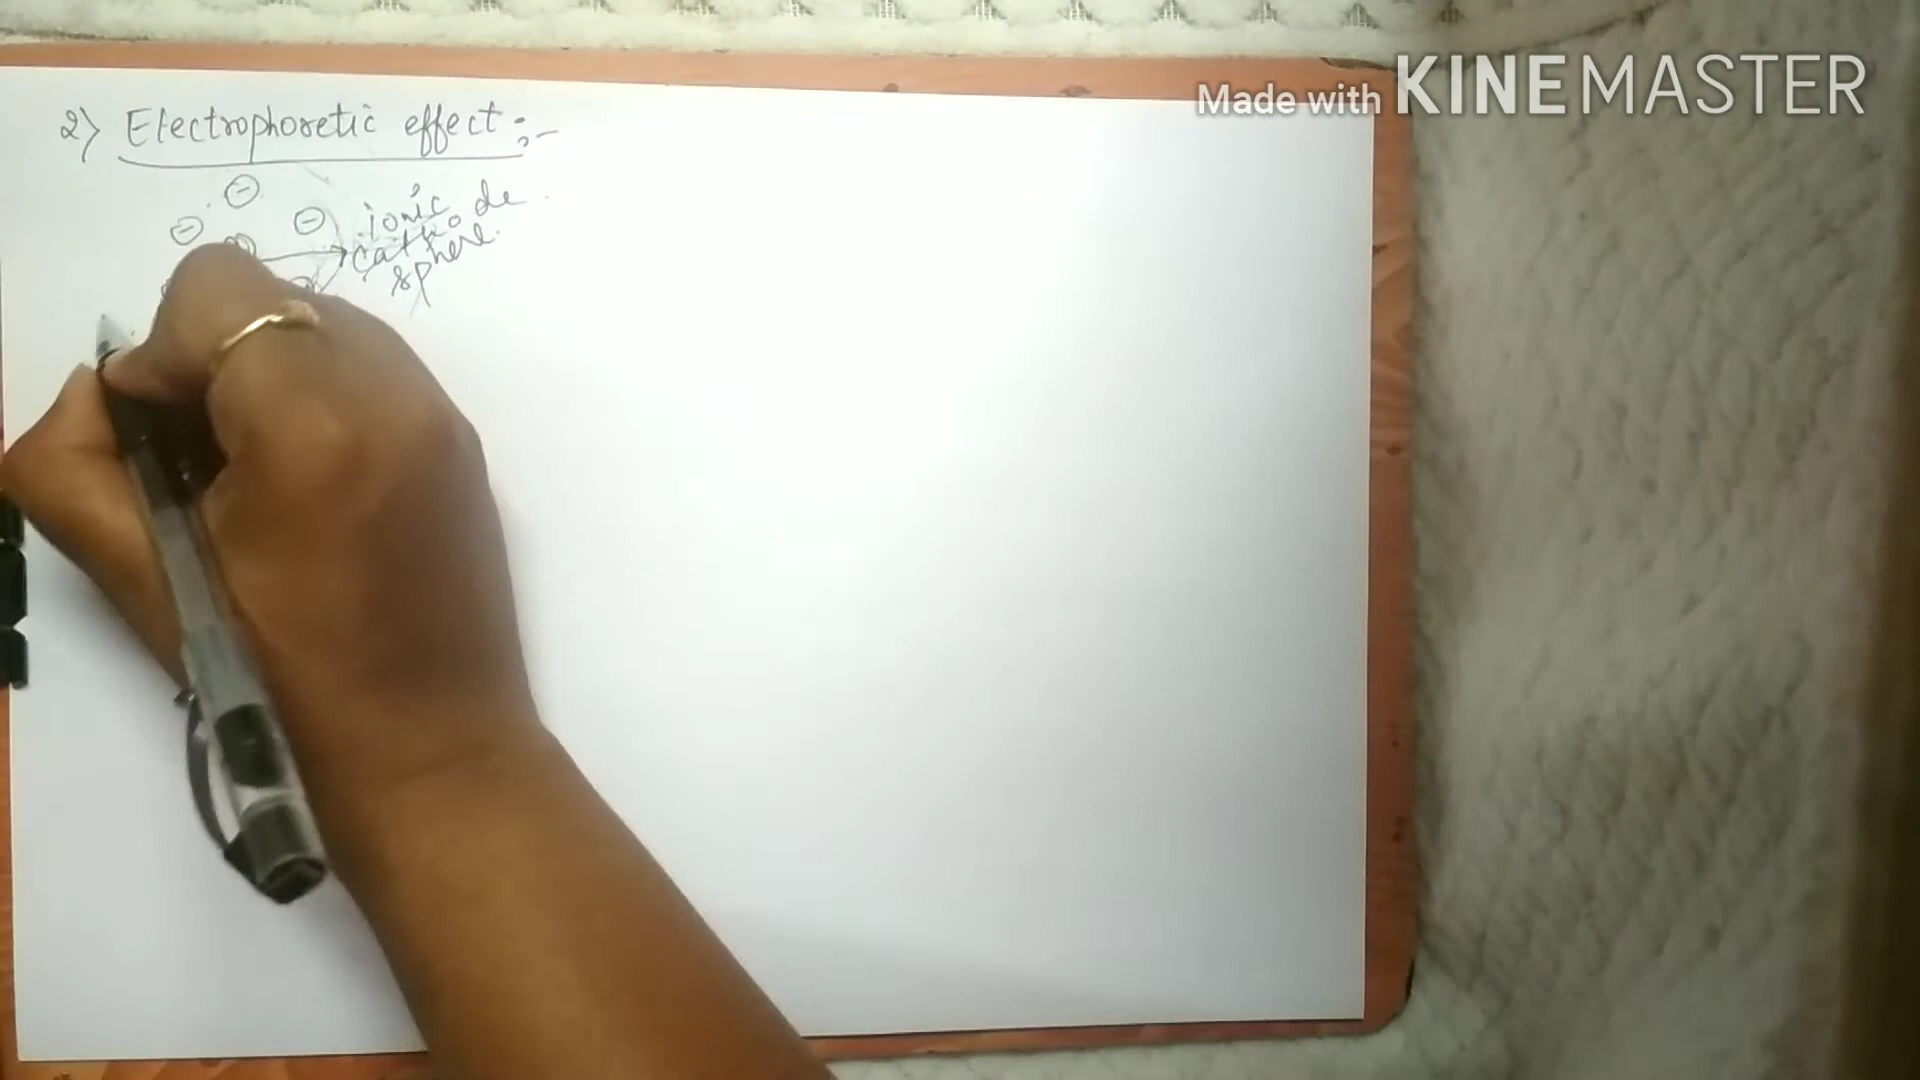 Made with KINEMASTER
2) Electrophoretic effect :-
ionic
cathode
sphere.